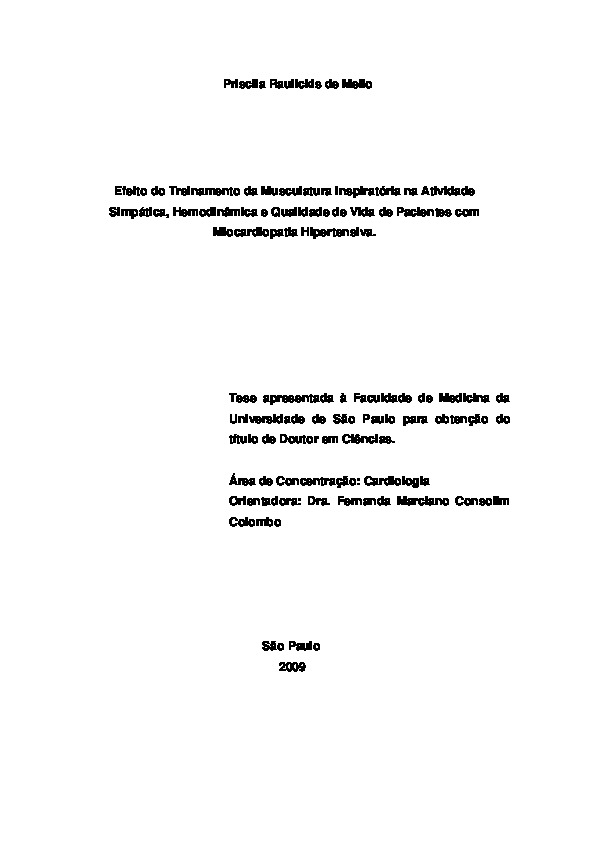 Priscila Raulickis de Mello
Efeito do Treinamento da Musculatura Inspiratória na Atividade
Simpática, Hemodinâmica e Qualidade de Vida de Pacientes com
Miocardiopatia Hipertensiva.
Tese apresentada à Faculdade de Medicina da
Universidade de São Paulo para obtenção do
título de Doutor em Ciências.
Área de Concentração: Cardiologia
Orientadora: Dra. Fernanda Marciano Consolim
Colombo
São Paulo
2009